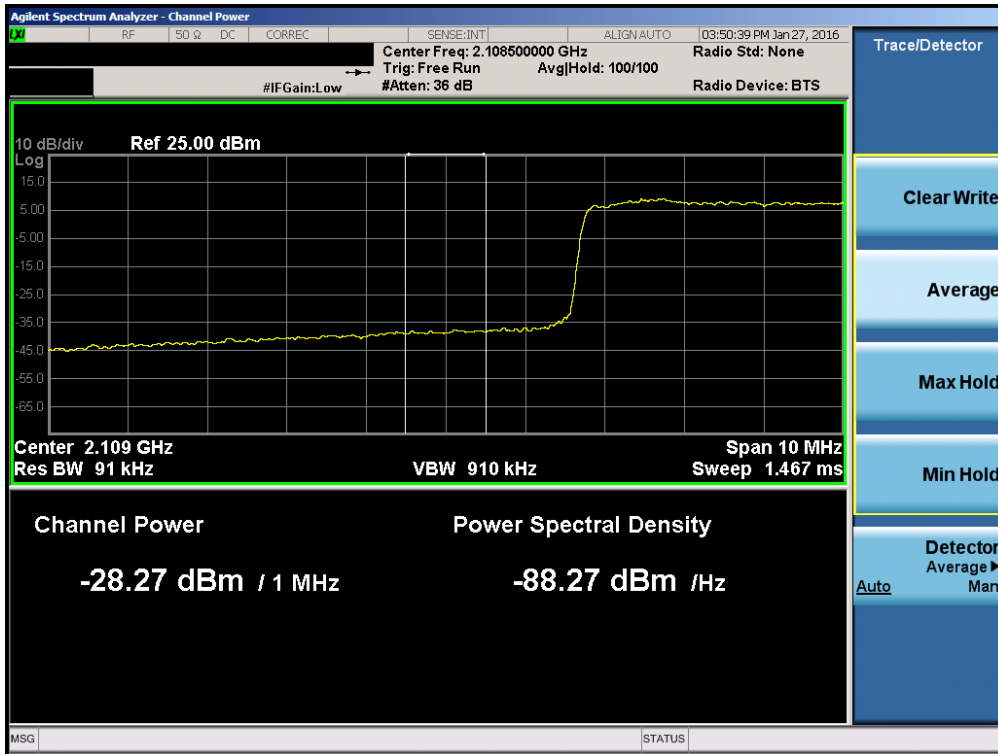 Agilent Spectrum Analyzer - Channel Power
LXI RF 50 Ω DC CORREC SENSE:INT ALIGN AUTO 03:50:39 PM Jan 27, 2016
Center Freq: 2.108500000 GHz Radio Std: None
Trig: Free Run Avg|Hold: 100/100
#IFGain:Low #Atten: 36 dB Radio Device: BTS
10 dB/div Ref 25.00 dBm
Log
15.0
5.00
-5.00
-15.0
-25.0
-35.0
-45.0
-55.0
-65.0
Center 2.109 GHz Span 10 MHz
Res BW 91 kHz VBW 910 kHz Sweep 1.467 ms
Channel Power Power Spectral Density
-28.27 dBm / 1 MHz -88.27 dBm /Hz
MSG STATUS
Trace/Detector
Clear Write
Average
Max Hold
Min Hold
Detector
Average
Auto Man